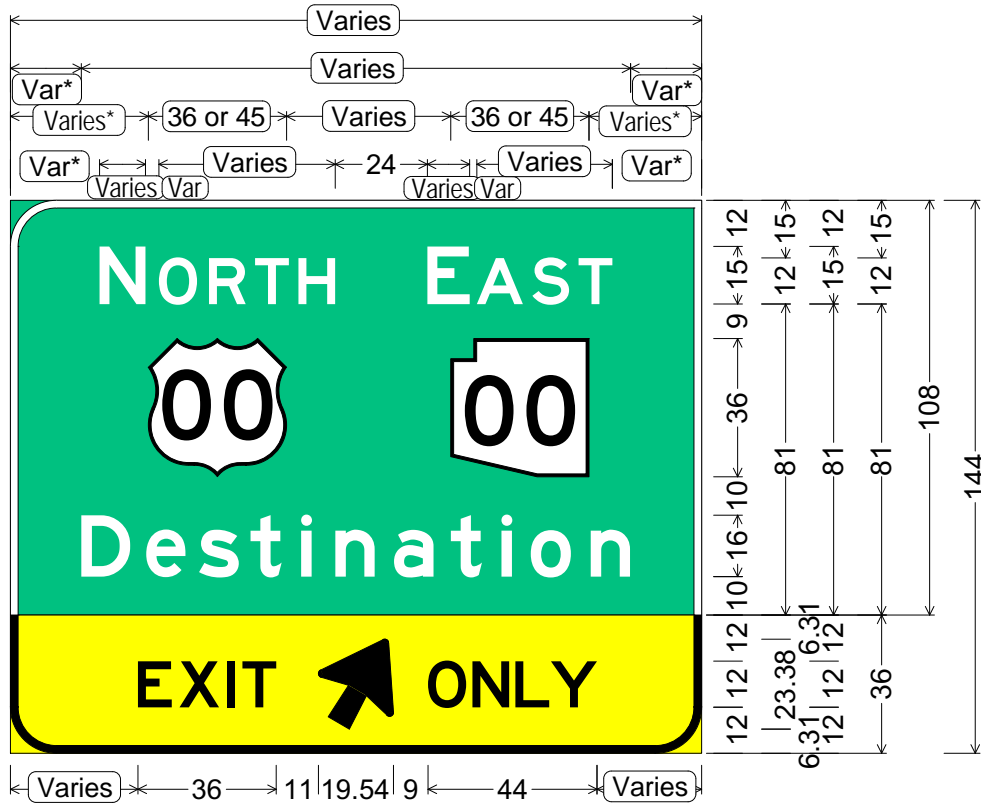 Varies
Varies
Var* Var*
Varies* 36 or 45 Varies 36 or 45 Varies*
Var* Varies 24 Varies Var*
Varies Var Varies Var
NORTH EAST
00 00
Destination
EXIT ONLY
12 15 12 15
15 12 15 12
9
36 81 81 81 108 144
10
16
10
12 6.31 12
12 23.38 12 36
12 6.31 12
Varies 36 11 19.54 9 44 Varies